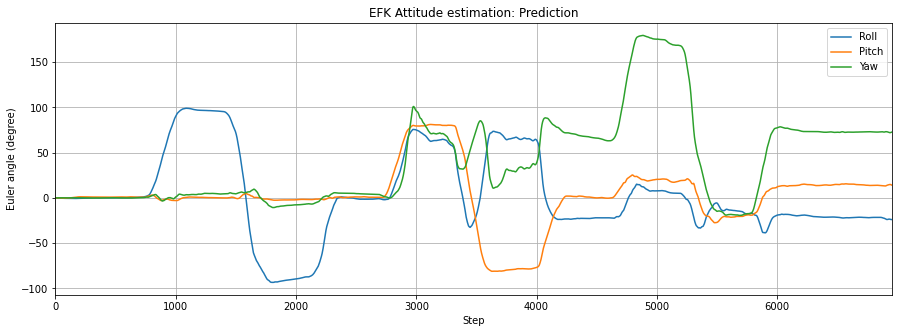 EFK Attitude estimation: Prediction
Roll
Pitch
Yaw
Euler angle (degree)
150
100
50
0
−50
−100
0 1000 2000 3000 4000 5000 6000
Step